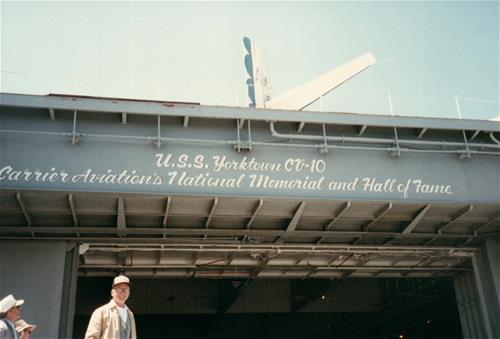 U.S.S. Yorktown CV-10
Carrier Aviation's National Memorial and Hall of Fame